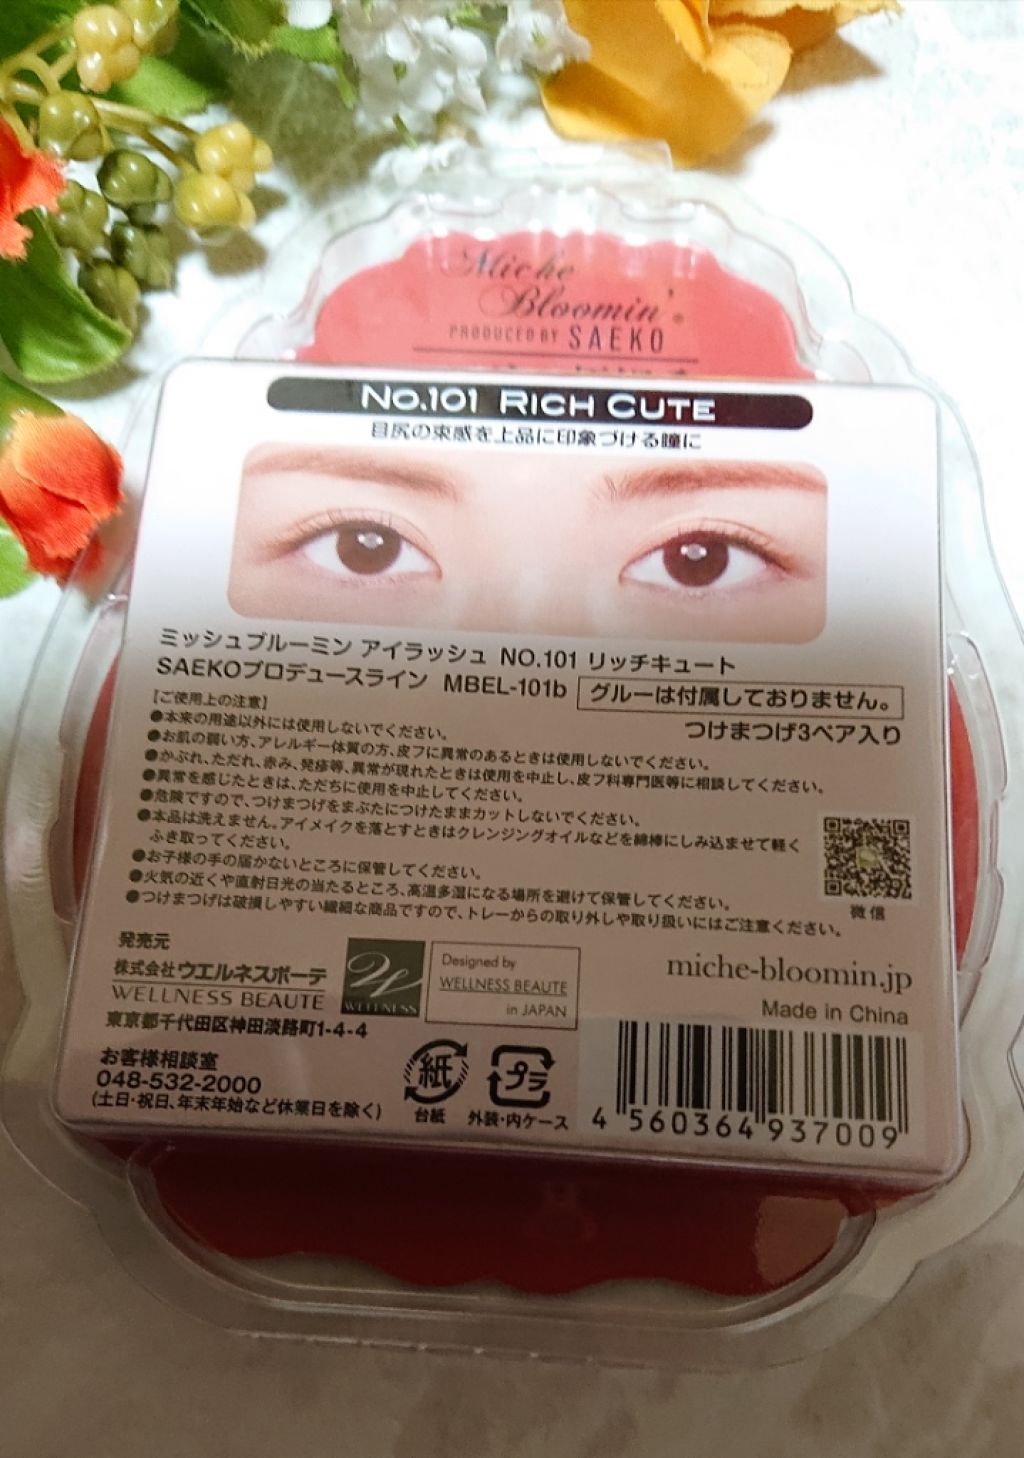 Miche
Bloomin'
PRODUCED BY SAEKO
No.101 RICH CUTE
目尻の束感を上品に印象づける瞳に
ミッシュブルーミン アイラッシュ NO.101 リッチキュート
SAEKOプロデュースライン MBEL-101b グルーは付属しておりません。
つけまつげ3ペア入り
【ご使用上の注意】
●本来の用途以外には使用しないでください。
●お肌の弱い方、アレルギー体質の方、皮フに異常のあるときは使用しないでください。
●かぶれ、ただれ、赤み、発疹等、異常が現れたときは使用を中止し、皮フ科専門医等に相談してください。
●異常を感じたときは、ただちに使用を中止してください。
●危険ですので、つけまつげをまぶたにつけたままカットしないでください。
●本品は洗えません。アイメイクを落とすときはクレンジングオイルなどを綿棒にしみ込ませて軽く
ふき取ってください。
●お子様の手の届かないところに保管してください。
●火気の近くや直射日光の当たるところ、高温多湿になる場所を避けて保管してください。
●つけまつげは破損しやすい繊細な商品ですので、トレーからの取り外しや取り扱いにはご注意ください。
微信
発売元
株式会社ウエルネスボーテ
WELLNESS BEAUTE
WELLNESS
Designed by
WELLNESS BEAUTE
in JAPAN
miche-bloomin.jp
Made in China
東京都千代田区神田淡路町1-4-4
お客様相談室
048-532-2000
(土日・祝日、年末年始など休業日を除く)
紙
台紙
プラ
外装・内ケース
4 560364 937009